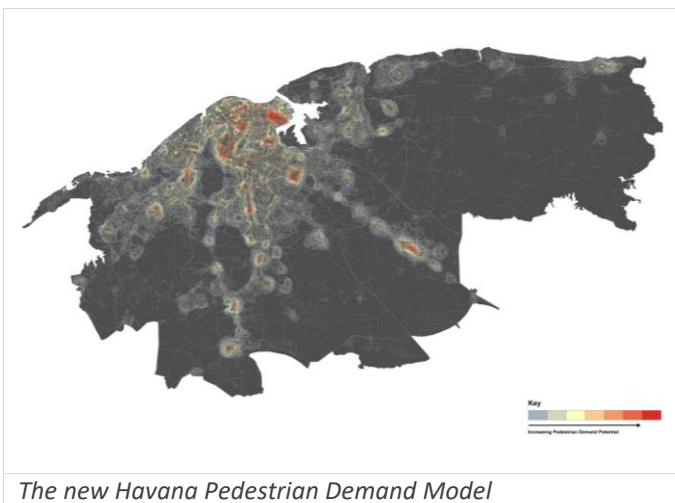 Key
Increasing Pedestrian Demand Potential
The new Havana Pedestrian Demand Model